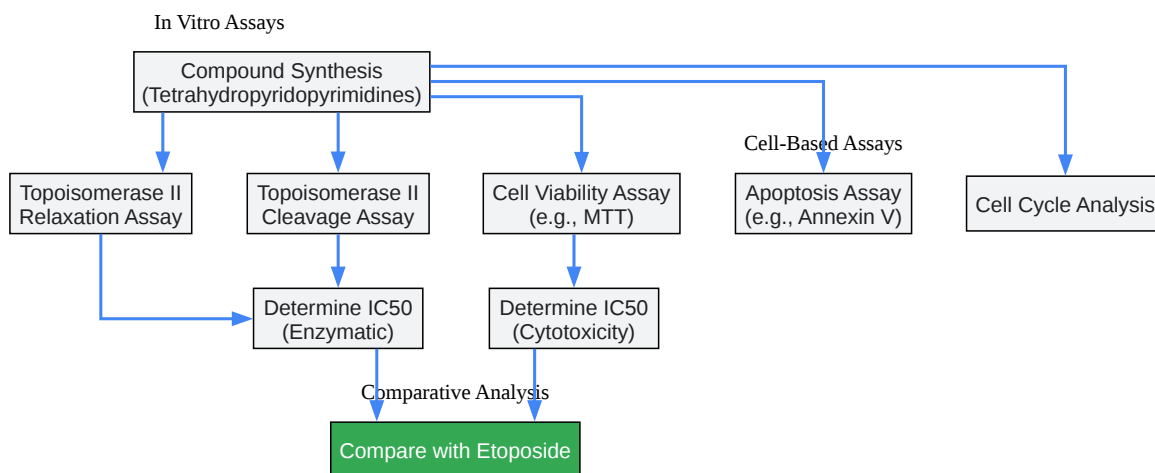 In Vitro Assays
Compound Synthesis
(Tetrahydropyridopyrimidines)
Cell-Based Assays
Topoisomerase II
Relaxation Assay
Topoisomerase II
Cleavage Assay
Cell Viability Assay
(e.g., MTT)
Apoptosis Assay
(e.g., Annexin V)
Cell Cycle Analysis
Determine IC50
(Enzymatic)
Determine IC50
(Cytotoxicity)
Comparative Analysis
Compare with Etoposide